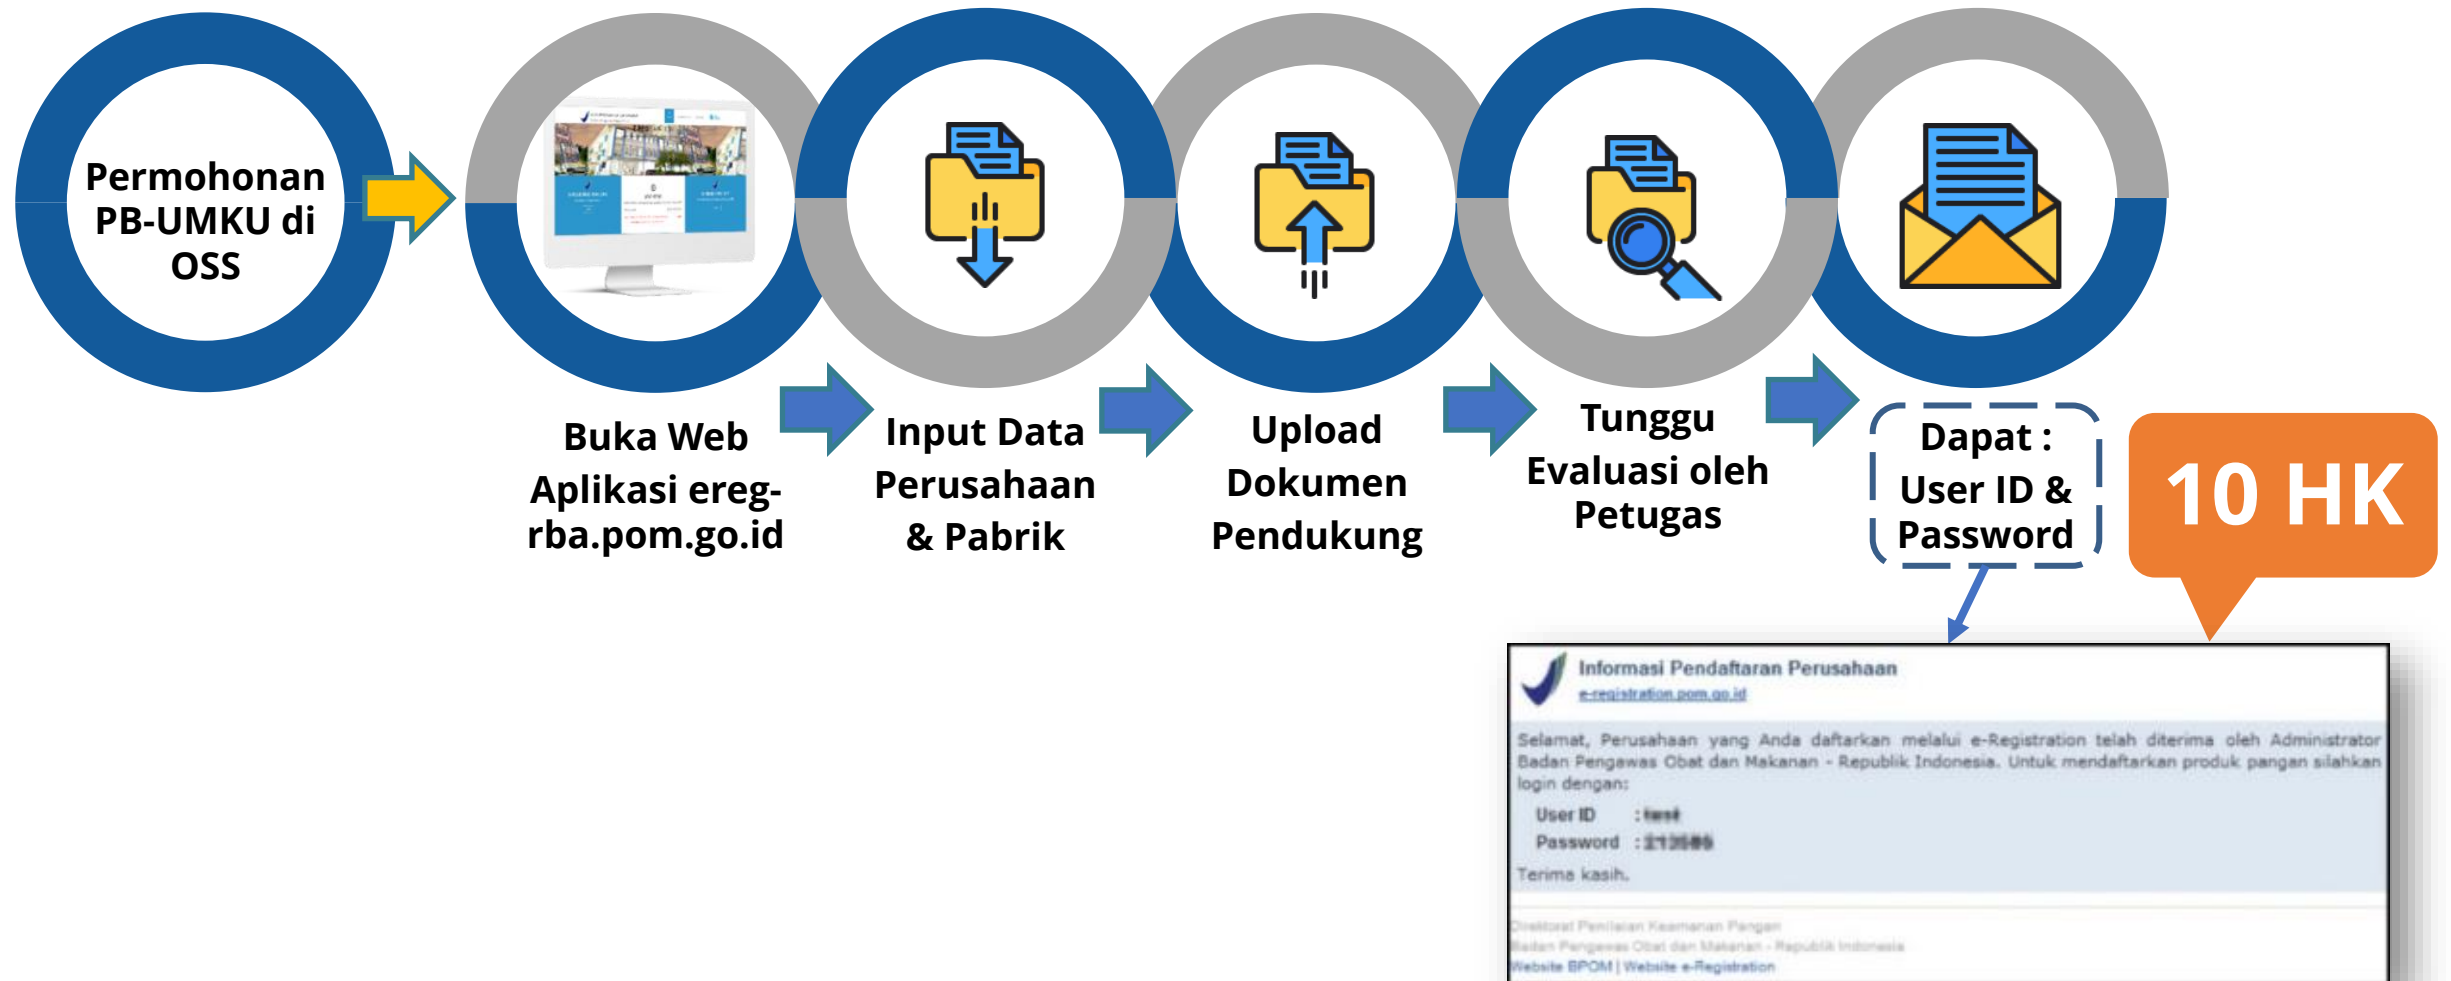 Permohonan
PB-UMKU di
OSS
Buka Web
Aplikasi ereg-
rba.pom.go.id
Input Data
Perusahaan
& Pabrik
Upload
Dokumen
Pendukung
Tunggu
Evaluasi oleh
Petugas
Dapat :
User ID &
Password
10 HK
Informasi Pendaftaran Perusahaan
e-registration.pom.go.id
Selamat, Perusahaan yang Anda daftarkan melalui e-Registration telah diterima oleh Administrator
Badan Pengawas Obat dan Makanan - Republik Indonesia. Untuk mendaftarkan produk pangan silahkan
login dengan:
User ID :
Password :
Terima kasih.
Direktorat Penilaian Keamanan Pangan
Badan Pengawas Obat dan Makanan - Republik Indonesia
Website BPOM | Website e-Registration